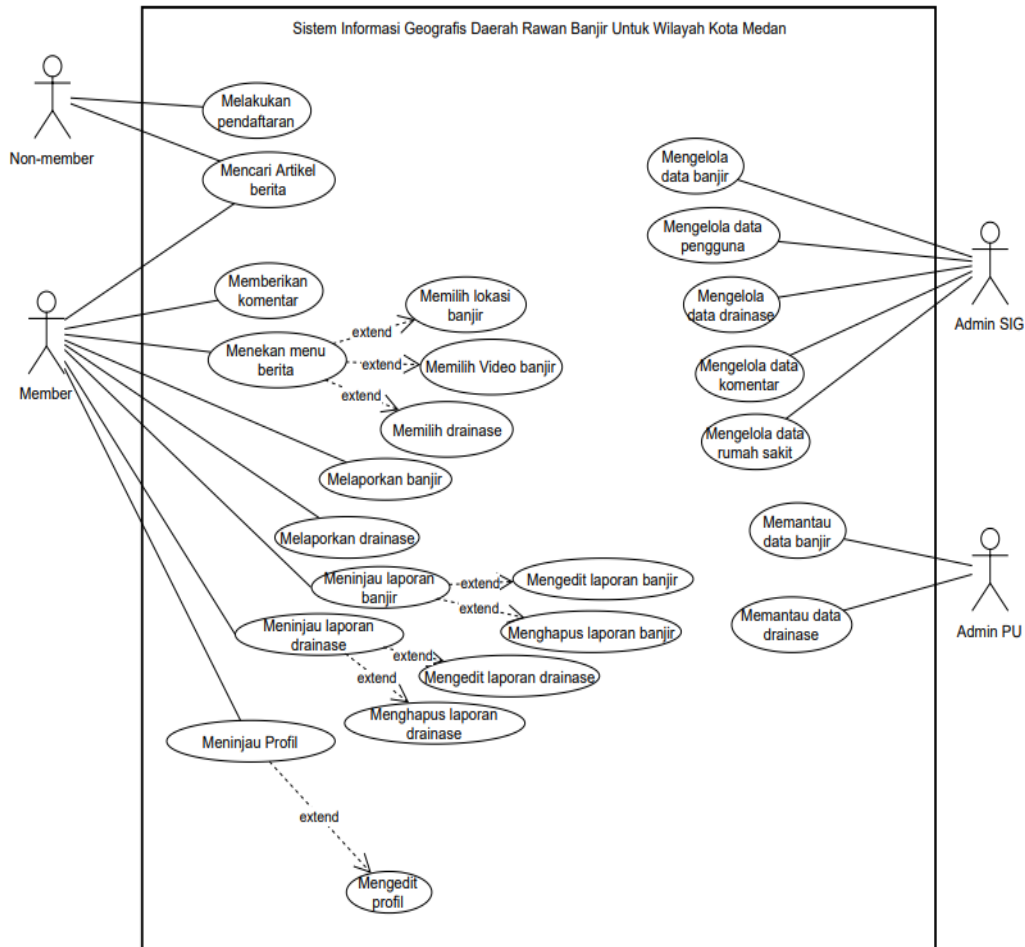 Sistem Informasi Geografis Daerah Rawan Banjir Untuk Wilayah Kota Medan
Non-member
Melakukan
pendaftaran
Mencari Artikel
berita
Member
Memberikan
komentar
Menekan menu
berita
extend
Memilih lokasi
banjir
extend
Memilih Video banjir
extend
Memilih drainase
Melaporkan banjir
Melaporkan drainase
Meninjau laporan
banjir
extend
Mengedit laporan banjir
extend
Menghapus laporan banjir
Meninjau laporan
drainase
extend
Mengedit laporan drainase
extend
Menghapus laporan
drainase
Meninjau Profil
extend
Mengedit
profil
Mengelola
data banjir
Mengelola data
pengguna
Mengelola
data drainase
Mengelola data
komentar
Mengelola data
rumah sakit
Admin SIG
Memantau
data banjir
Memantau data
drainase
Admin PU